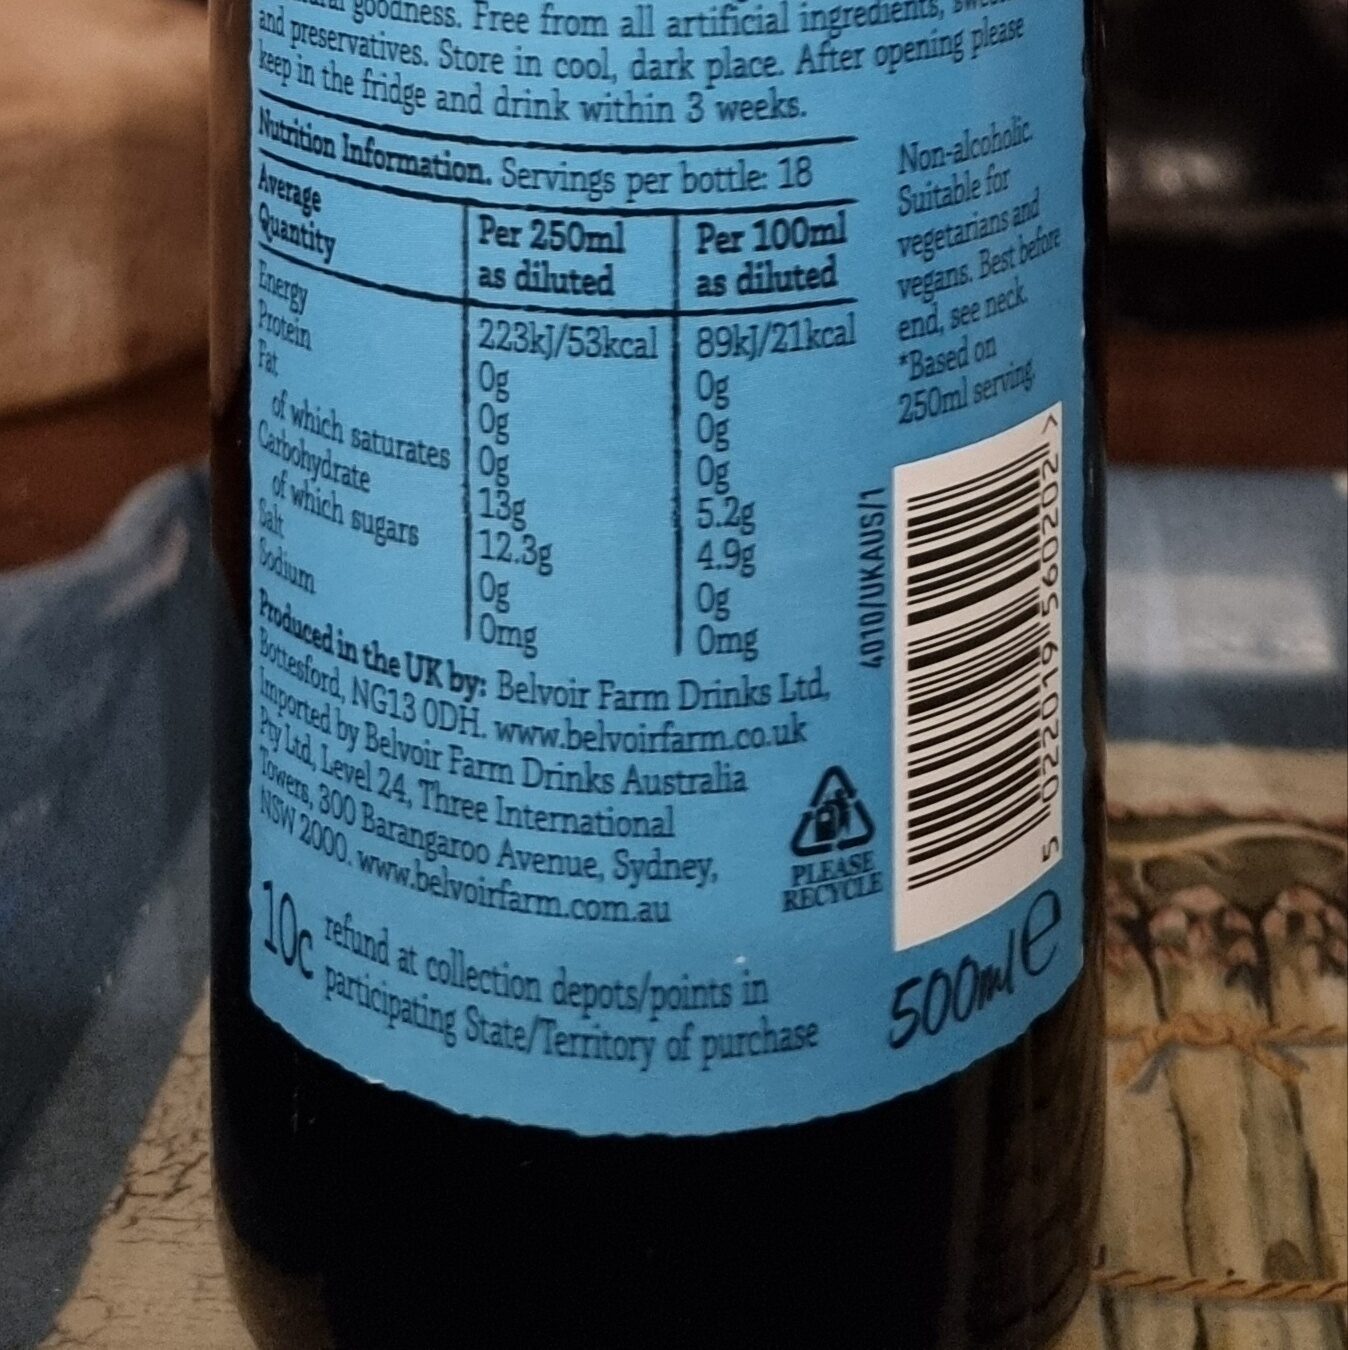 goodness. Free from all artificial ingredients,
and preservatives. Store in cool, dark place. After opening please
keep in the fridge and drink within 3 weeks.
Nutrition Information. Servings per bottle: 18
Average Quantity Per 250ml as diluted Per 100ml as diluted
Energy 223kJ/53kcal 89kJ/21kcal
Protein 0g 0g
Fat 0g 0g
of which saturates 0g 0g
Carbohydrate 13g 5.2g
of which sugars 12.3g 4.9g
Salt 0g 0g
Sodium 0mg 0mg
Produced in the UK by: Belvoir Farm Drinks Ltd,
Bottesford, NG13 0DH. www.belvoirfarm.co.uk
Imported by Belvoir Farm Drinks Australia
Pty Ltd, Level 24, Three International
Towers, 300 Barangaroo Avenue, Sydney,
NSW 2000. www.belvoirfarm.com.au
10c refund at collection depots/points in
participating State/Territory of purchase
Non-alcoholic.
Suitable for
vegetarians and
vegans. Best before
end, see neck.
*Based on
250ml serving.
4010/UKAUS/1
5 022019 560202 >
PLEASE
RECYCLE
500ml e